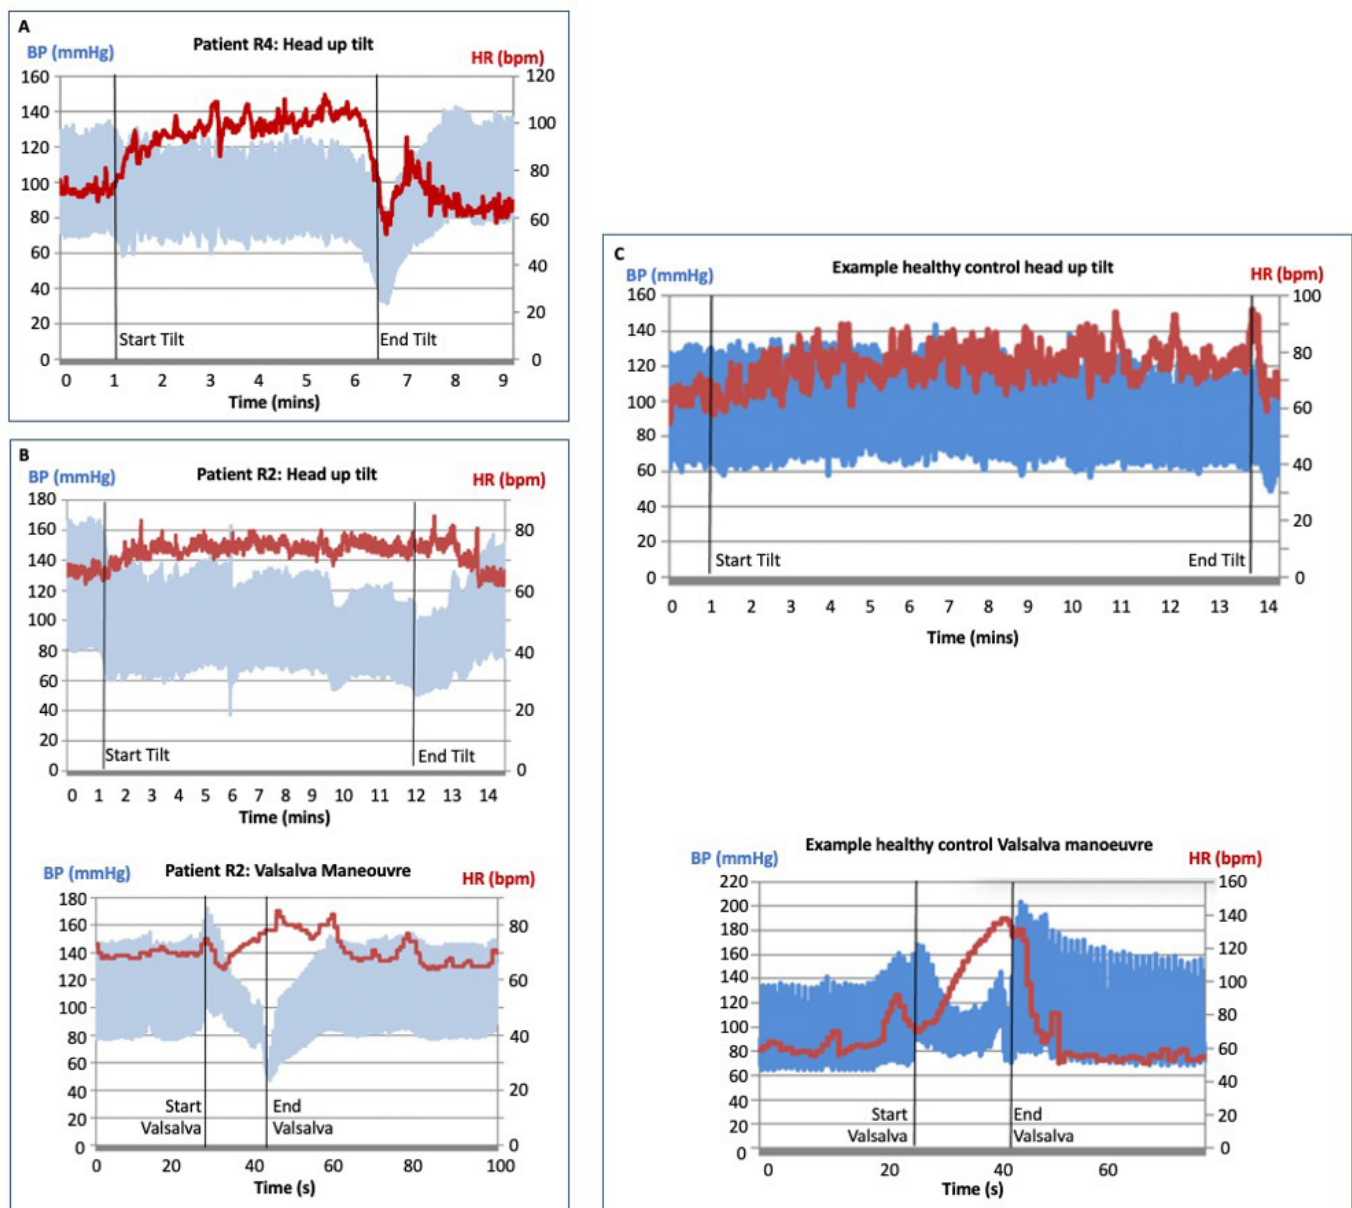 A
Patient R4: Head up tilt
BP (mmHg)
HR (bpm)
160
140
120
100
80
60
40
20
0
120
100
80
60
40
20
0
Start Tilt
End Tilt
0 1 2 3 4 5 6 7 8 9
Time (mins)
B
Patient R2: Head up tilt
BP (mmHg)
HR (bpm)
180
160
140
120
100
80
60
40
20
0
80
60
40
20
0
Start Tilt
End Tilt
0 1 2 3 4 5 6 7 8 9 10 11 12 13 14
Time (mins)
Patient R2: Valsalva Maneouvre
BP (mmHg)
HR (bpm)
180
160
140
120
100
80
60
40
20
0
80
60
40
20
0
Start
Valsalva
End
Valsalva
0 20 40 60 80 100
Time (s)
C
Example healthy control head up tilt
BP (mmHg)
HR (bpm)
160
140
120
100
80
60
40
20
0
100
80
60
40
20
0
Start Tilt
End Tilt
0 1 2 3 4 5 6 7 8 9 10 11 12 13 14
Time (mins)
Example healthy control Valsalva manoeuvre
BP (mmHg)
HR (bpm)
220
200
180
160
140
120
100
80
60
40
20
0
160
140
120
100
80
60
40
20
0
Start
Valsalva
End
Valsalva
0 20 40 60
Time (s)